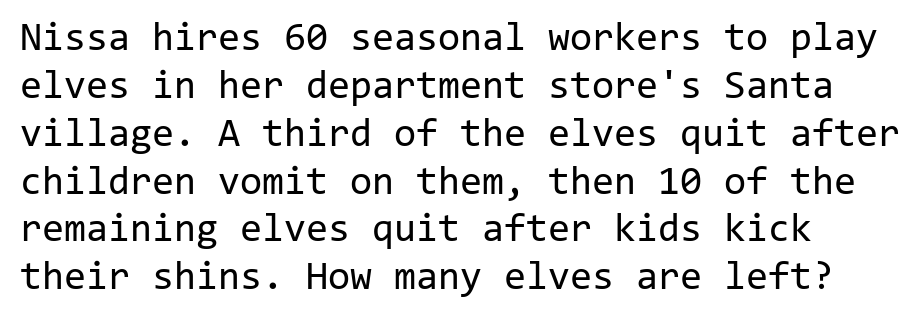 Nissa hires 60 seasonal workers to play
elves in her department store's Santa
village. A third of the elves quit after
children vomit on them, then 10 of the
remaining elves quit after kids kick
their shins. How many elves are left?